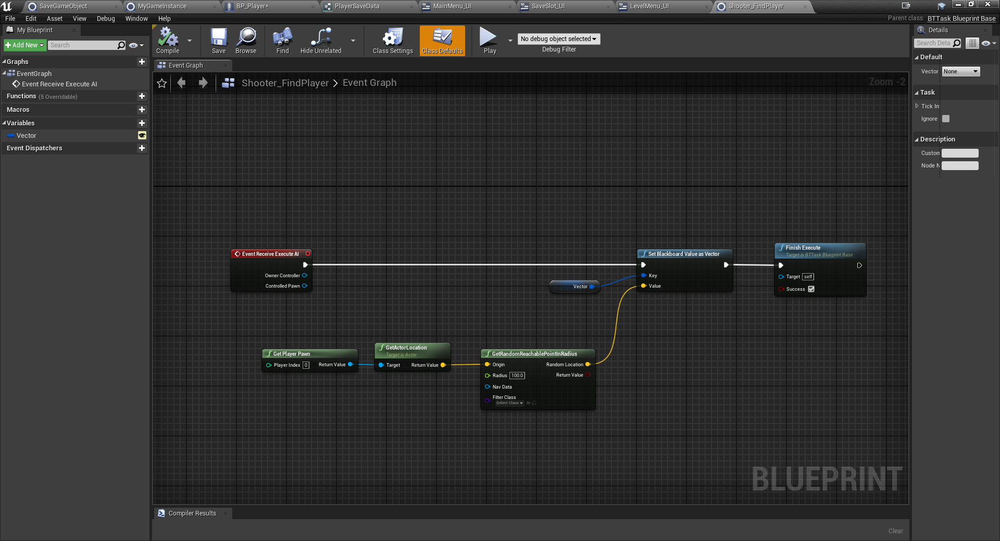 SaveGameObject
MyGameInstance
BP_Player*
PlayerSaveData
MainMenu_UI
SaveSlot_UI
LevelMenu_UI
Shooter_FindPlayer
File Edit Asset View Debug Window Help
Parent class: BTTask Blueprint Base
My Blueprint
Add New
Search
Graphs
EventGraph
Event Receive Execute AI
Functions (5 Overridable)
Macros
Variables
Vector
Event Dispatchers
Compile
Save
Browse
Find
Hide Unrelated
Class Settings
Class Defaults
Play
No debug object selected
Debug Filter
Event Graph
Shooter_FindPlayer > Event Graph
Zoom -2
Event Receive Execute AI
Owner Controller
Controlled Pawn
Vector
Set Blackboard Value as Vector
Key
Value
Finish Execute
Target is BTTask Blueprint Base
Target self
Success
Get Player Pawn
Player Index 0
Return Value
GetActorLocation
Target is Actor
Target
Return Value
GetRandomReachablePointInRadius
Origin
Random Location
Radius 100.0
Return Value
Nav Data
Filter Class
Select Class
BLUEPRINT
Compiler Results
Clear
Details
Search Deta
Default
Vector None
Task
Tick In
Ignore
Description
Custom
Node N